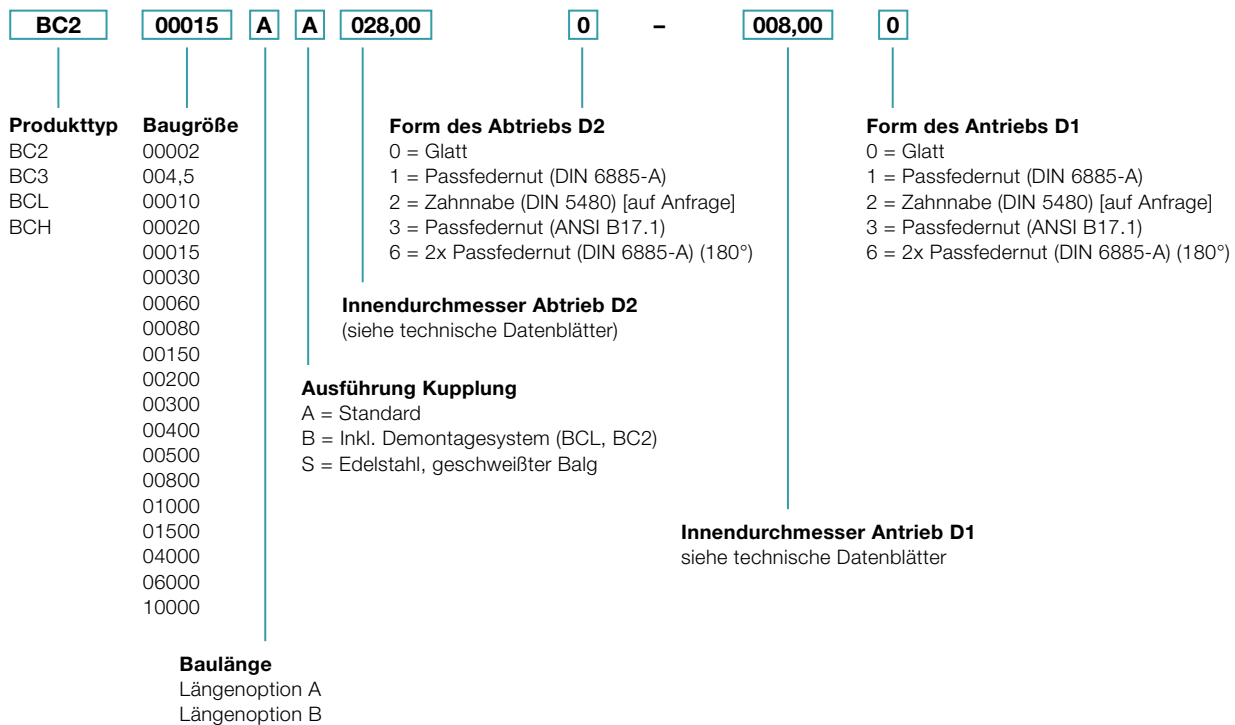 BC2 00015 A A 028,00 0 – 008,00 0
Produkttyp
BC2
BC3
BCL
BCH
Baugröße
00002
004,5
00010
00020
00015
00030
00060
00080
00150
00200
00300
00400
00500
00800
01000
01500
04000
06000
10000
Form des Abtriebs D2
0 = Glatt
1 = Passfedernut (DIN 6885-A)
2 = Zahnnabe (DIN 5480) [auf Anfrage]
3 = Passfedernut (ANSI B17.1)
6 = 2x Passfedernut (DIN 6885-A) (180°)
Form des Antriebs D1
0 = Glatt
1 = Passfedernut (DIN 6885-A)
2 = Zahnnabe (DIN 5480) [auf Anfrage]
3 = Passfedernut (ANSI B17.1)
6 = 2x Passfedernut (DIN 6885-A) (180°)
Innendurchmesser Abtrieb D2
(siehe technische Datenblätter)
Ausführung Kupplung
A = Standard
B = Inkl. Demontagesystem (BCL, BC2)
S = Edelstahl, geschweißter Balg
Innendurchmesser Antrieb D1
siehe technische Datenblätter
Baulänge
Längenoption A
Längenoption B